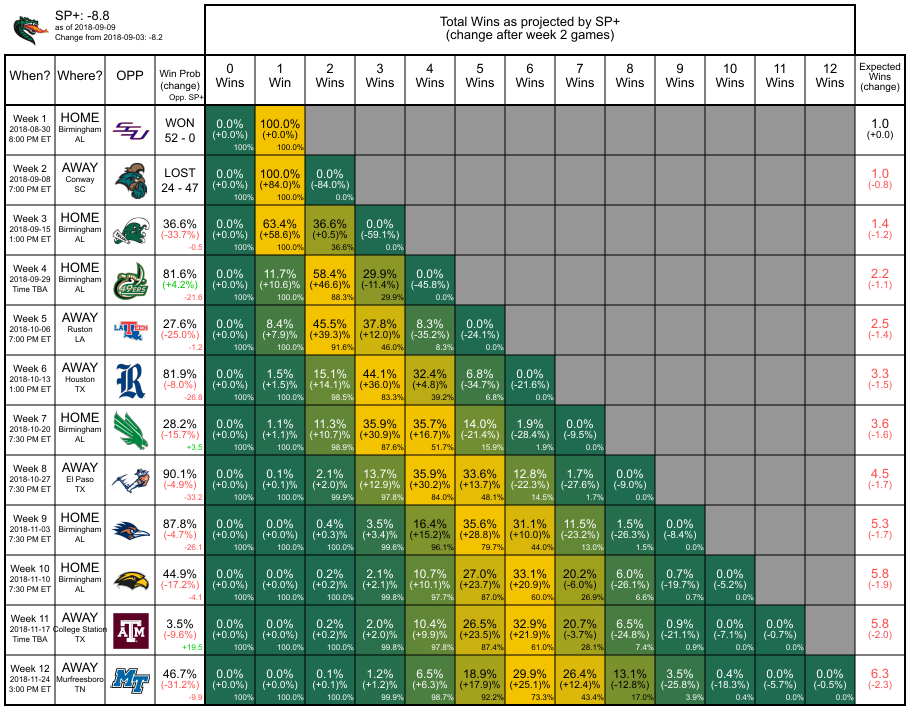 SP+: -8.8
as of 2018-09-09
Change from 2018-09-03: -8.2
Total Wins as projected by SP+
(change after week 2 games)
When? Where? OPP Win Prob (change) Opp. SP+ 0 Wins 1 Win 2 Wins 3 Wins 4 Wins 5 Wins 6 Wins 7 Wins 8 Wins 9 Wins 10 Wins 11 Wins 12 Wins Expected Wins (change)
Week 1 HOME WON 0.0% 100.0% 1.0
2018-08-30 Birmingham 52 - 0 (+0.0%) (+0.0%) (+0.0)
8:00 PM ET AL 100% 100.0%
Week 2 AWAY LOST 0.0% 100.0% 0.0% 1.0
2018-09-08 Conway 24 - 47 (+0.0%) (+84.0)% (-84.0%) (-0.8)
7:00 PM ET SC 100% 100.0% 0.0%
Week 3 HOME 36.6% 0.0% 63.4% 36.6% 0.0% 1.4
2018-09-15 Birmingham (-33.7%) (+0.0%) (+58.6)% (+0.5)% (-59.1%) (-1.2)
1:00 PM ET AL -0.5 100% 100.0% 36.6% 0.0%
Week 4 HOME 49ERS 81.6% 0.0% 11.7% 58.4% 29.9% 0.0% 2.2
2018-09-29 Birmingham (+4.2%) (+0.0%) (+10.6)% (+46.6)% (-11.4)% (-45.8%) (-1.1)
Time TBA AL -21.6 100% 100.0% 88.3% 29.9% 0.0%
Week 5 AWAY LA TECH 27.6% 0.0% 8.4% 45.5% 37.8% 8.3% 0.0% 2.5
2018-10-06 Ruston (-25.0%) (+0.0%) (+7.9)% (+39.3)% (+12.0)% (-35.2)% (-24.1%) (-1.4)
7:00 PM ET LA -1.2 100% 100.0% 91.6% 46.0% 8.3% 0.0%
Week 6 AWAY R 81.9% 0.0% 1.5% 15.1% 44.1% 32.4% 6.8% 0.0% 3.3
2018-10-13 Houston (-8.0%) (+0.0%) (+1.5)% (+14.1)% (+36.0)% (+4.8)% (-34.7%) (-21.6%) (-1.5)
1:00 PM ET TX -26.8 100% 100.0% 98.5% 83.3% 39.2% 6.8% 0.0%
Week 7 HOME 28.2% 0.0% 1.1% 11.3% 35.9% 35.7% 14.0% 1.9% 0.0% 3.6
2018-10-20 Birmingham (-15.7%) (+0.0%) (+1.1)% (+10.7)% (+30.9)% (+16.7)% (-21.4%) (-28.4%) (-9.5%) (-1.6)
7:30 PM ET AL +3.5 100% 100.0% 98.9% 87.6% 51.7% 15.9% 1.9% 0.0%
Week 8 AWAY 90.1% 0.0% 0.1% 2.1% 13.7% 35.9% 33.6% 12.8% 1.7% 0.0% 4.5
2018-10-27 El Paso (-4.9%) (+0.0%) (+0.1)% (+2.0)% (+12.9)% (+30.2)% (+13.7)% (-22.3%) (-27.6%) (-9.0%) (-1.7)
7:30 PM ET TX -33.2 100% 100.0% 99.9% 97.8% 84.0% 48.1% 14.5% 1.7% 0.0%
Week 9 HOME 87.8% 0.0% 0.0% 0.4% 3.5% 16.4% 35.6% 31.1% 11.5% 1.5% 0.0% 5.3
2018-11-03 Birmingham (-4.7%) (+0.0%) (+0.0%) (+0.3)% (+3.4)% (+15.2)% (+28.8)% (+10.0)% (-23.2)% (-26.3%) (-8.4%) (-1.7)
7:30 PM ET AL -26.1 100% 100.0% 100.0% 99.6% 96.1% 79.7% 44.0% 13.0% 1.5% 0.0%
Week 10 HOME 44.9% 0.0% 0.0% 0.2% 2.1% 10.7% 27.0% 33.1% 20.2% 6.0% 0.7% 0.0% 5.8
2018-11-10 Birmingham (-17.2%) (+0.0%) (+0.0%) (+0.2)% (+2.1)% (+10.1)% (+23.7)% (+20.9)% (-6.0)% (-26.1%) (-19.7%) (-5.2%) (-1.9)
7:30 PM ET AL -4.1 100% 100.0% 100.0% 99.8% 97.7% 87.0% 60.0% 26.9% 6.6% 0.7% 0.0%
Week 11 AWAY ATM 3.5% 0.0% 0.0% 0.2% 2.0% 10.4% 26.5% 32.9% 20.7% 6.5% 0.9% 0.0% 0.0% 5.8
2018-11-17 College Station (-9.6%) (+0.0%) (+0.0%) (+0.2)% (+2.0)% (+9.9)% (+23.5)% (+21.9)% (-3.7)% (-24.8%) (-21.1%) (-7.1%) (-0.7%) (-2.0)
Time TBA TX +19.5 100% 100.0% 100.0% 99.8% 97.8% 87.4% 61.0% 28.1% 7.4% 0.9% 0.0% 0.0%
Week 12 AWAY MT 46.7% 0.0% 0.0% 0.1% 1.2% 6.5% 18.9% 29.9% 26.4% 13.1% 3.5% 0.4% 0.0% 0.0% 6.3
2018-11-24 Murfreesboro (-31.2%) (+0.0%) (+0.0%) (+0.1)% (+1.2)% (+6.3)% (+17.9)% (+25.1)% (+12.4)% (-12.8)% (-25.8%) (-18.3%) (-5.7%) (-0.5%) (-2.3)
3:00 PM ET TN -9.9 100% 100.0% 100.0% 99.9% 98.7% 92.2% 73.3% 43.4% 17.0% 3.9% 0.4% 0.0% 0.0%